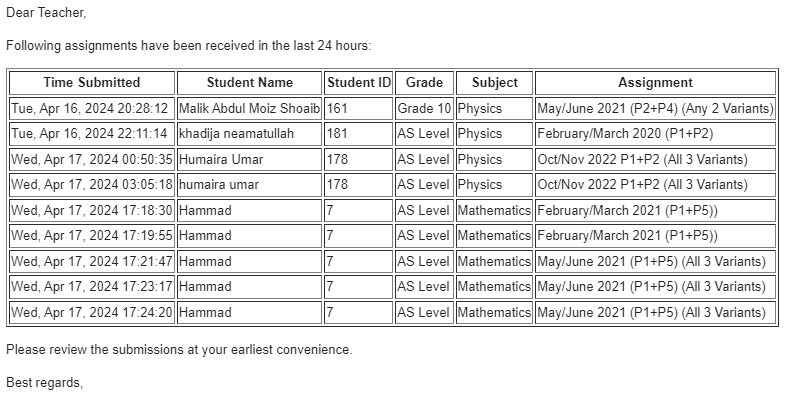 Dear Teacher,
Following assignments have been received in the last 24 hours:
Time Submitted Student Name Student ID Grade Subject Assignment
Tue, Apr 16, 2024 20:28:12 Malik Abdul Moiz Shoaib 161 Grade 10 Physics May/June 2021 (P2+P4) (Any 2 Variants)
Tue, Apr 16, 2024 22:11:14 khadija neamatullah 181 AS Level Physics February/March 2020 (P1+P2)
Wed, Apr 17, 2024 00:50:35 Humaira Umar 178 AS Level Physics Oct/Nov 2022 P1+P2 (All 3 Variants)
Wed, Apr 17, 2024 03:05:18 humaira umar 178 AS Level Physics Oct/Nov 2022 P1+P2 (All 3 Variants)
Wed, Apr 17, 2024 17:18:30 Hammad 7 AS Level Mathematics February/March 2021 (P1+P5))
Wed, Apr 17, 2024 17:19:55 Hammad 7 AS Level Mathematics February/March 2021 (P1+P5))
Wed, Apr 17, 2024 17:21:47 Hammad 7 AS Level Mathematics May/June 2021 (P1+P5) (All 3 Variants)
Wed, Apr 17, 2024 17:23:17 Hammad 7 AS Level Mathematics May/June 2021 (P1+P5) (All 3 Variants)
Wed, Apr 17, 2024 17:24:20 Hammad 7 AS Level Mathematics May/June 2021 (P1+P5) (All 3 Variants)
Please review the submissions at your earliest convenience.
Best regards,